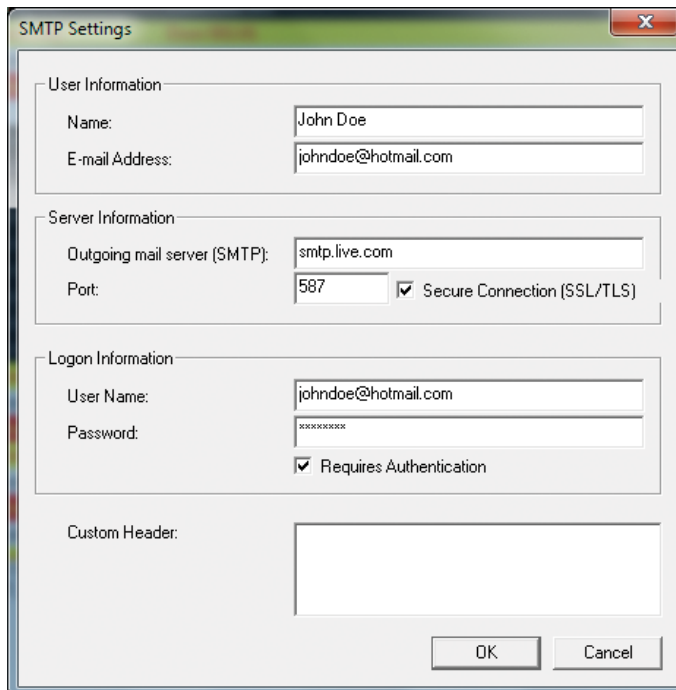 SMTP Settings
User Information
Name: John Doe
E-mail Address: johndoe@hotmail.com
Server Information
Outgoing mail server (SMTP): smtp.live.com
Port: 587 Secure Connection (SSL/TLS)
Logon Information
User Name: johndoe@hotmail.com
Password: ********
Requires Authentication
Custom Header:
OK Cancel